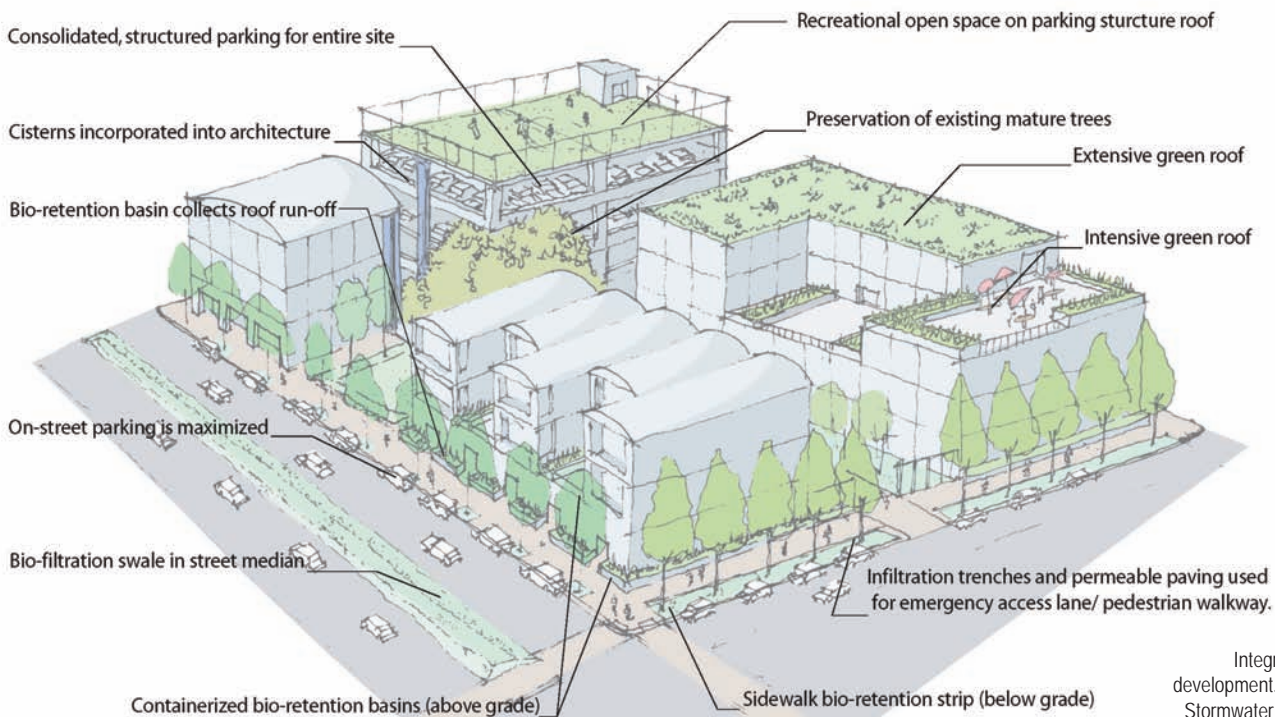 Consolidated, structured parking for entire site
Recreational open space on parking sturcture roof
Cisterns incorporated into architecture
Preservation of existing mature trees
Extensive green roof
Bio-retention basin collects roof run-off
Intensive green roof
On-street parking is maximized
Bio-filtration swale in street median
Infiltration trenches and permeable paving used
for emergency access lane/ pedestrian walkway.
Containerized bio-retention basins (above grade)
Sidewalk bio-retention strip (below grade)
development
Stormwater